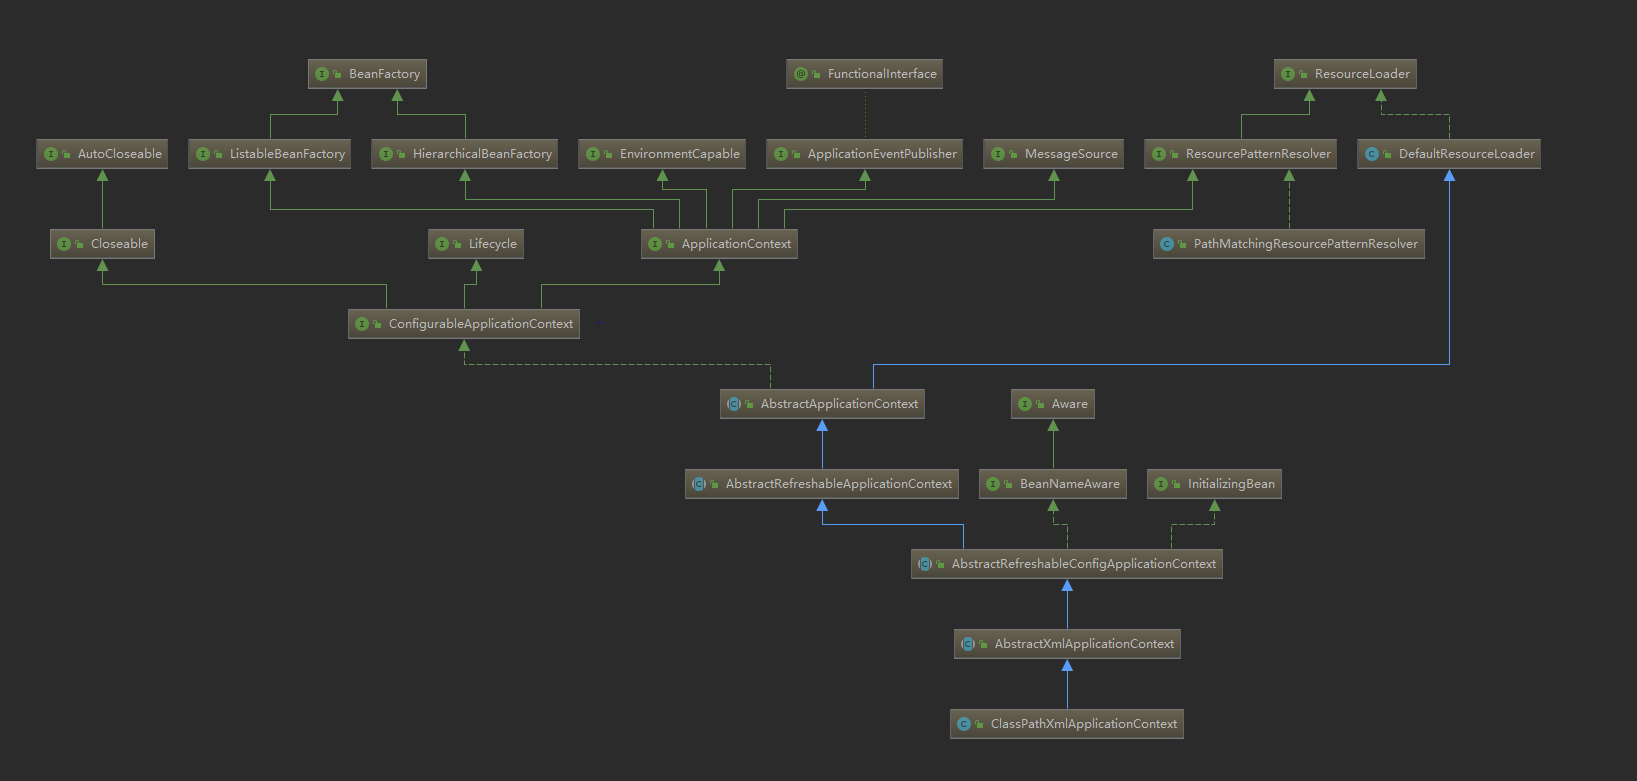 BeanFactory
FunctionalInterface
ResourceLoader
AutoCloseable
ListableBeanFactory
HierarchicalBeanFactory
EnvironmentCapable
ApplicationEventPublisher
MessageSource
ResourcePatternResolver
DefaultResourceLoader
Closeable
Lifecycle
ApplicationContext
PathMatchingResourcePatternResolver
ConfigurableApplicationContext
AbstractApplicationContext
Aware
AbstractRefreshableApplicationContext
BeanNameAware
InitializingBean
AbstractRefreshableConfigApplicationContext
AbstractXmlApplicationContext
ClassPathXmlApplicationContext